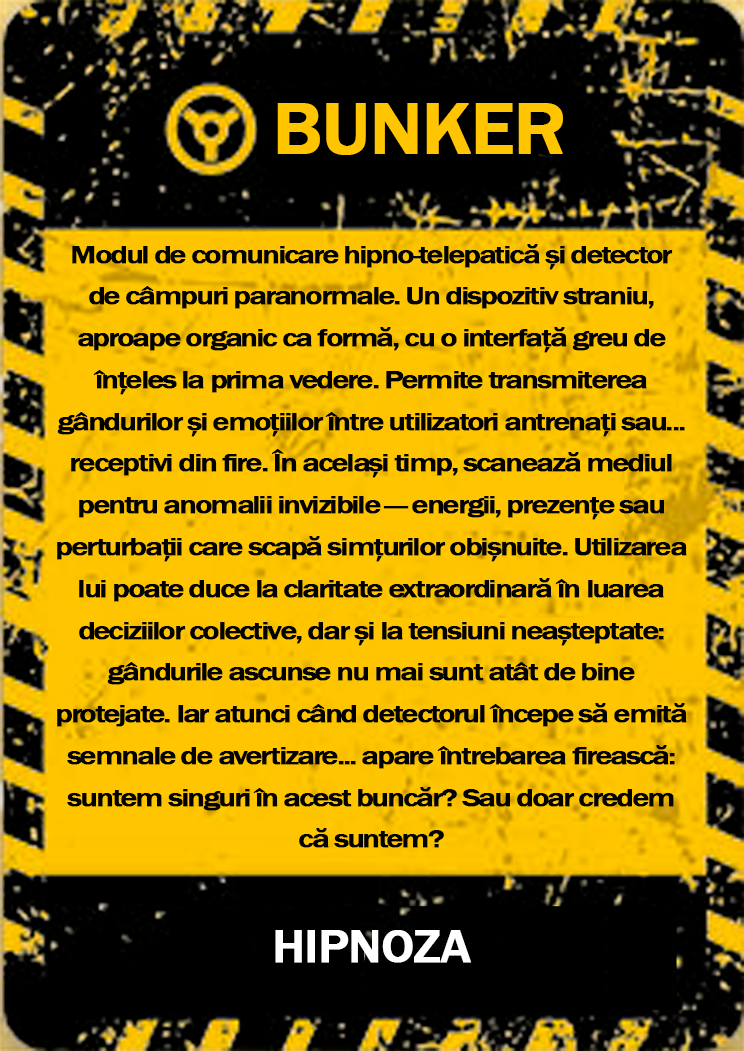 BUNKER
Modul de comunicare hipno-telepatică și detector
de câmpuri paranormale. Un dispozitiv straniu,
aproape organic ca formă, cu o interfață greu de
înțeles la prima vedere. Permite transmiterea
gândurilor și emoțiilor între utilizatori antrenați sau...
receptivi din fire. În același timp, scanează mediul
pentru anomalii invizibile — energii, prezențe sau
perturbații care scapă simțurilor obișnuite. Utilizarea
lui poate duce la claritate extraordinară în luarea
deciziilor colective, dar și la tensiuni neașteptate:
gândurile ascunse nu mai sunt atât de bine
protejate. Iar atunci când detectorul începe să emită
semnale de avertizare... apare întrebarea firească:
suntem singuri în acest buncăr? Sau doar credem
că suntem?
HIPNOZA